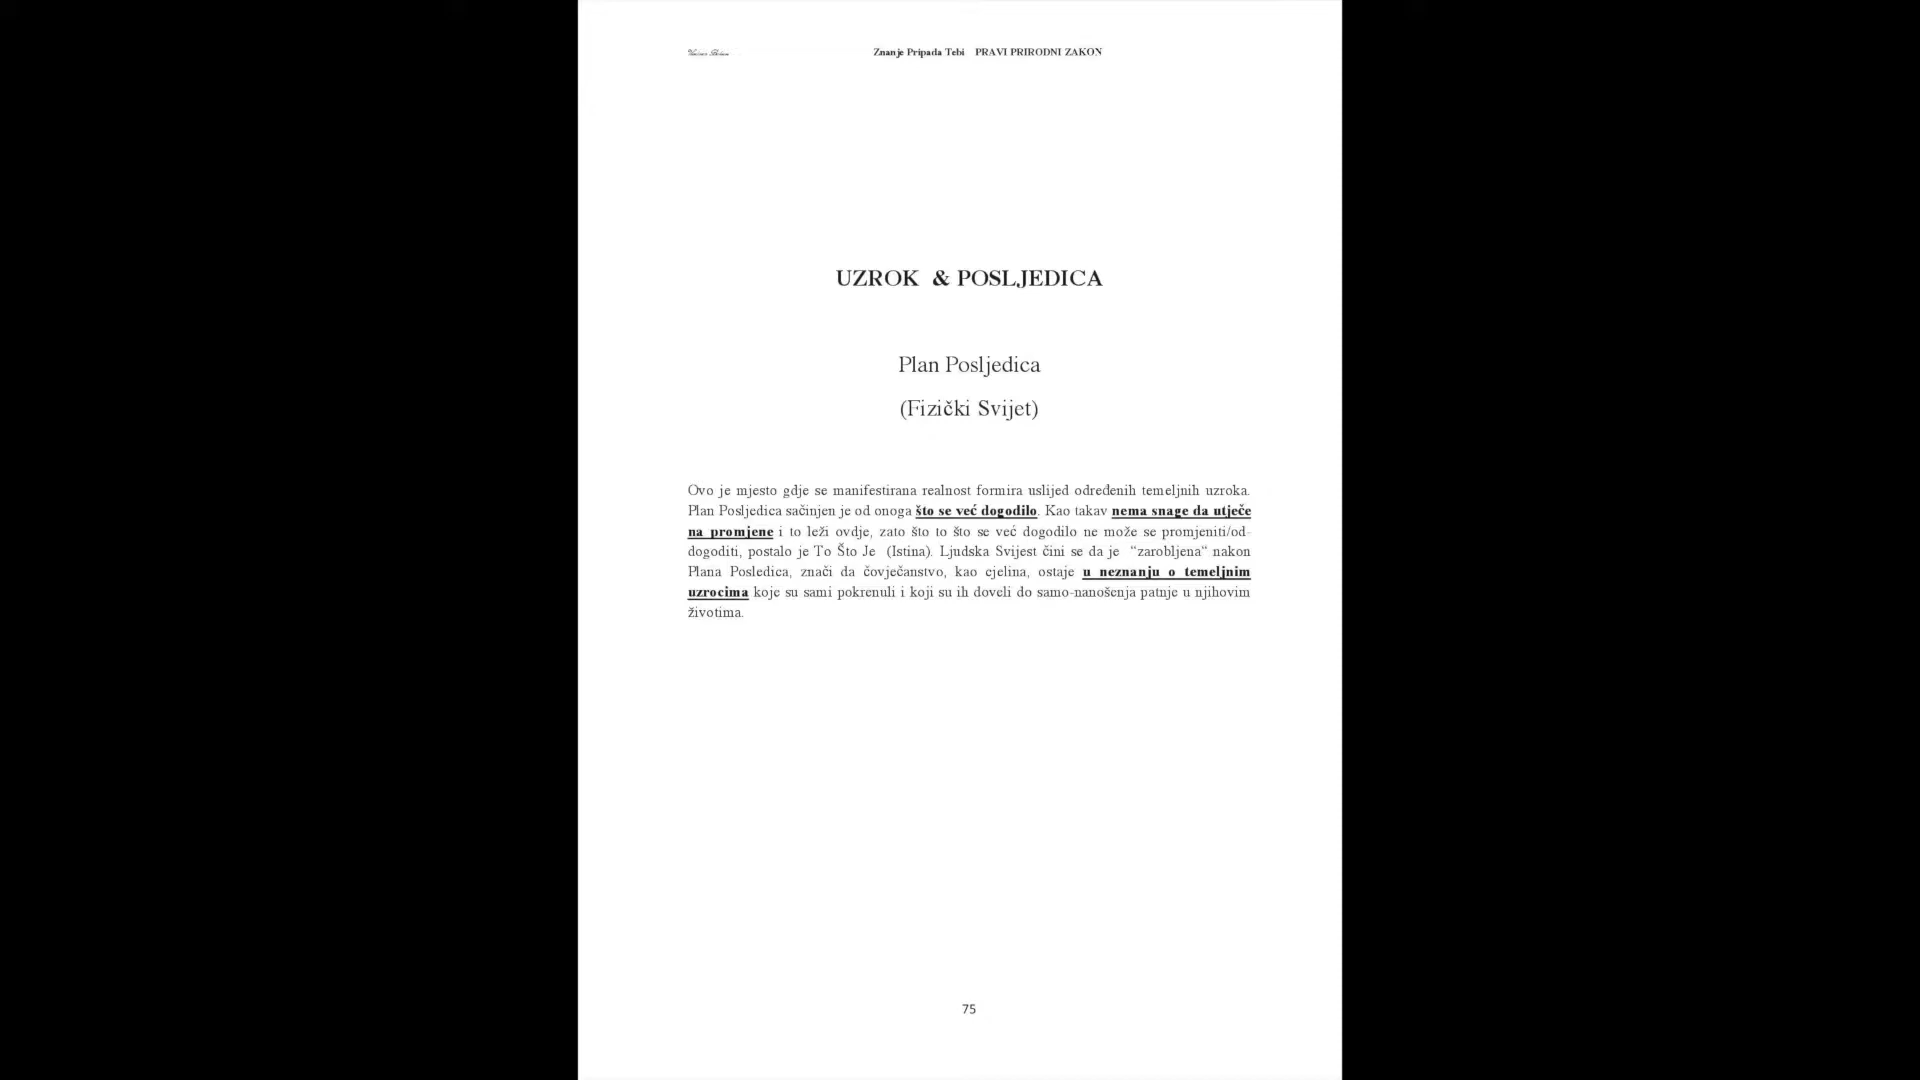 Znanje Pripada Tebi PRAVI PRIRODNI ZAKON
UZROK & POSLJEDICA
Plan Posljedica
(Fizički Svijet)
Ovo je mjesto gdje se manifestirana realnost formira uslijed određenih temeljnih uzroka.
Plan Posljedica sačinjen je od onoga što se već dogodilo. Kao takav nema snage da utječe
na promjene i to leži ovdje, zato što to što se već dogodilo ne može se promjeniti/od-
dogoditi, postalo je To Što Je (Istina). Ljudska Svijest čini se da je “zarobljena“ nakon
Plana Posledica, znači da čovječanstvo, kao cjelina, ostaje u neznanju o temeljnim
uzrocima koje su sami pokrenuli i koji su ih doveli do samo-nanošenja patnje u njihovim
životima.
75